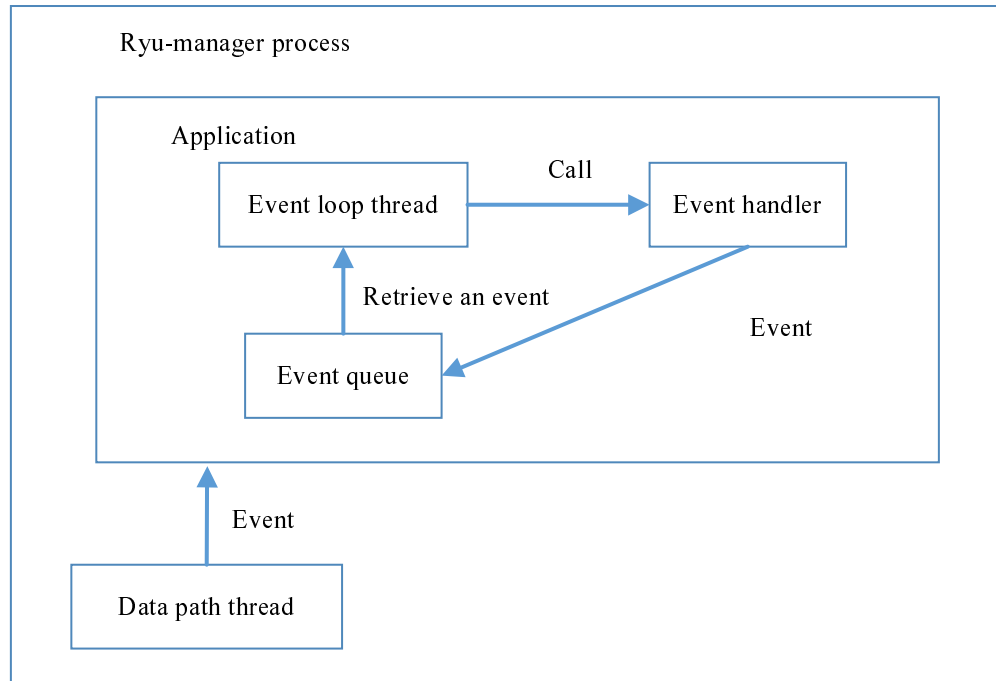 Ryu-manager process
Application
Call
Event loop thread
Event handler
Retrieve an event
Event
Event queue
Event
Data path thread